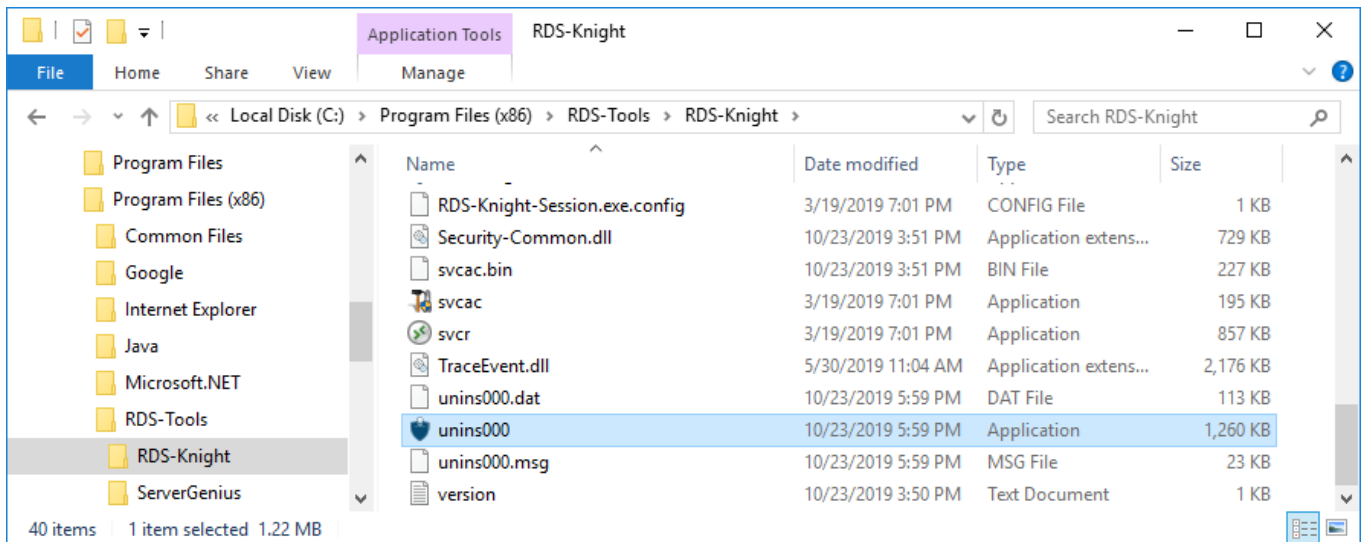 Application Tools RDS-Knight
File Home Share View Manage
« Local Disk (C:) › Program Files (x86) › RDS-Tools › RDS-Knight › Search RDS-Knight
Program Files
Program Files (x86)
Common Files
Google
Internet Explorer
Java
Microsoft.NET
RDS-Tools
RDS-Knight
ServerGenius
Name Date modified Type Size
RDS-Knight-Session.exe.config 3/19/2019 7:01 PM CONFIG File 1 KB
Security-Common.dll 10/23/2019 3:51 PM Application extens... 729 KB
svcac.bin 10/23/2019 3:51 PM BIN File 227 KB
svcac 3/19/2019 7:01 PM Application 195 KB
svcr 3/19/2019 7:01 PM Application 857 KB
TraceEvent.dll 5/30/2019 11:04 AM Application extens... 2,176 KB
unins000.dat 10/23/2019 5:59 PM DAT File 113 KB
unins000 10/23/2019 5:59 PM Application 1,260 KB
unins000.msg 10/23/2019 5:59 PM MSG File 23 KB
version 10/23/2019 3:50 PM Text Document 1 KB
40 items 1 item selected 1.22 MB